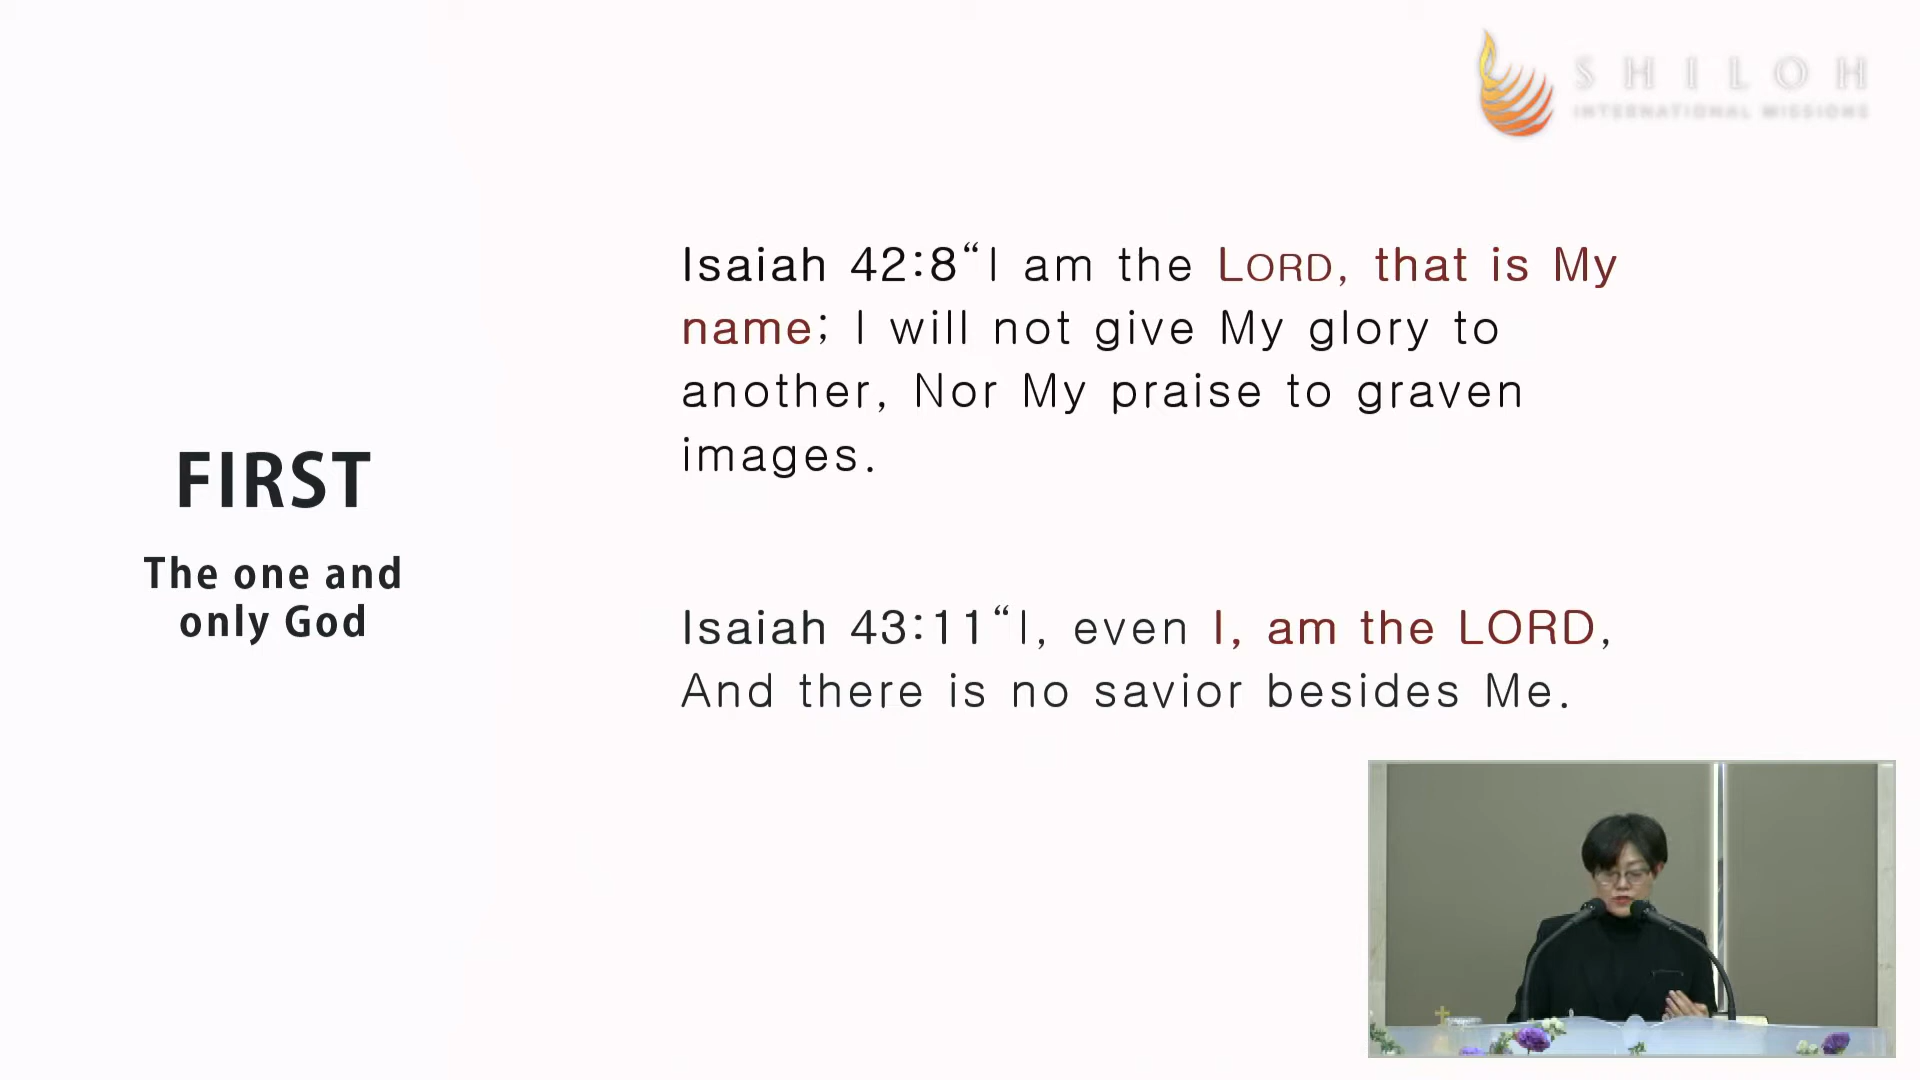 SHILOH
INTERNATIONAL MISSIONS
Isaiah 42:8“I am the LORD, that is My
name; I will not give My glory to
another, Nor My praise to graven
images.
FIRST
The one and
only God
Isaiah 43:11“I, even I, am the LORD,
And there is no savior besides Me.